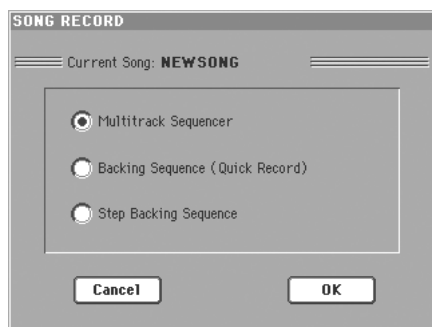 SONG RECORD
Current Song: NEWSONG
Multitrack Sequencer
Backing Sequence (Quick Record)
Step Backing Sequence
Cancel OK